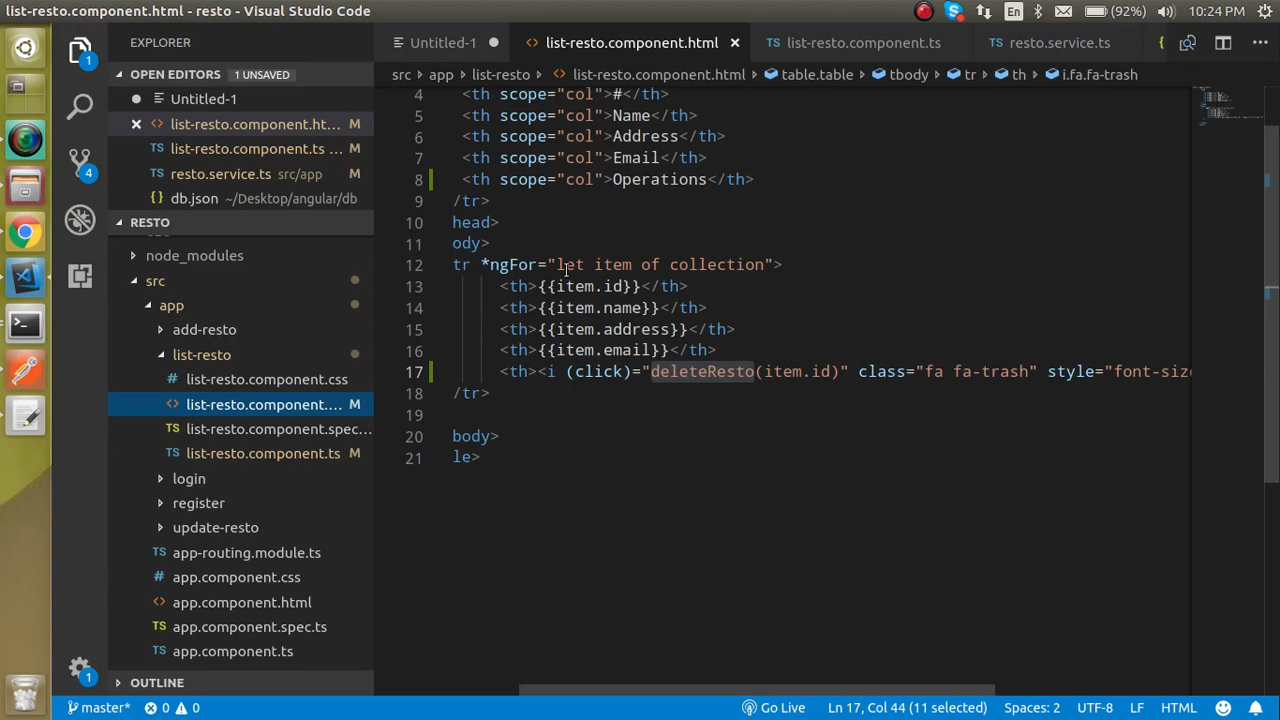 list-resto.component.html - resto - Visual Studio Code
En
(92%)
10:24 PM
EXPLORER
Untitled-1
list-resto.component.html
list-resto.component.ts
resto.service.ts
OPEN EDITORS
1 UNSAVED
src
app
list-resto
list-resto.component.html
table.table
tbody
tr
th
i.fa.fa-trash
Untitled-1
list-resto.component.ht... M
list-resto.component.ts ... M
resto.service.ts src/app M
db.json ~/Desktop/angular/db
RESTO
node_modules
src
app
add-resto
list-resto
list-resto.component.css
list-resto.component.... M
list-resto.component.spec...
list-resto.component.ts M
login
register
update-resto
app-routing.module.ts
app.component.css
app.component.html
app.component.spec.ts
app.component.ts
OUTLINE
1
4
1
4 <th scope="col">#</th>
5 <th scope="col">Name</th>
6 <th scope="col">Address</th>
7 <th scope="col">Email</th>
8 <th scope="col">Operations</th>
9 /tr>
10 head>
11 ody>
12 tr *ngFor="let item of collection">
13 <th>{{item.id}}</th>
14 <th>{{item.name}}</th>
15 <th>{{item.address}}</th>
16 <th>{{item.email}}</th>
17 <th><i (click)="deleteResto(item.id)" class="fa fa-trash" style="font-size
18 /tr>
19
20 body>
21 le>
master*
0
0
Go Live
Ln 17, Col 44 (11 selected)
Spaces: 2
UTF-8
LF
HTML